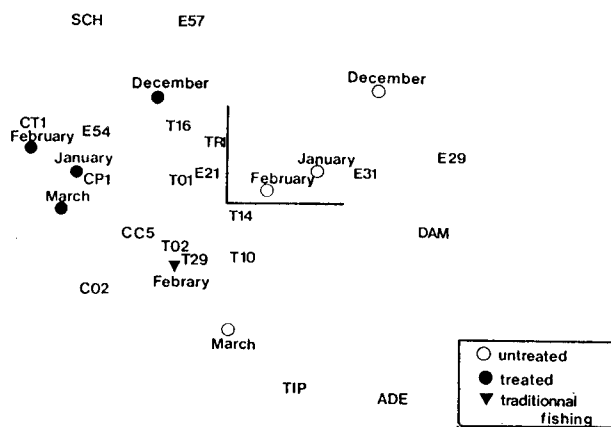 SCH
E57
December
December
CT1
February
E54
T16
TRI
January
CP1
T01
E21
January
February
E31
E29
March
T14
CC5
T02
T29
T10
DAM
Februry
C02
March
TIP
ADE
untreated
treated
traditionnal
fishing